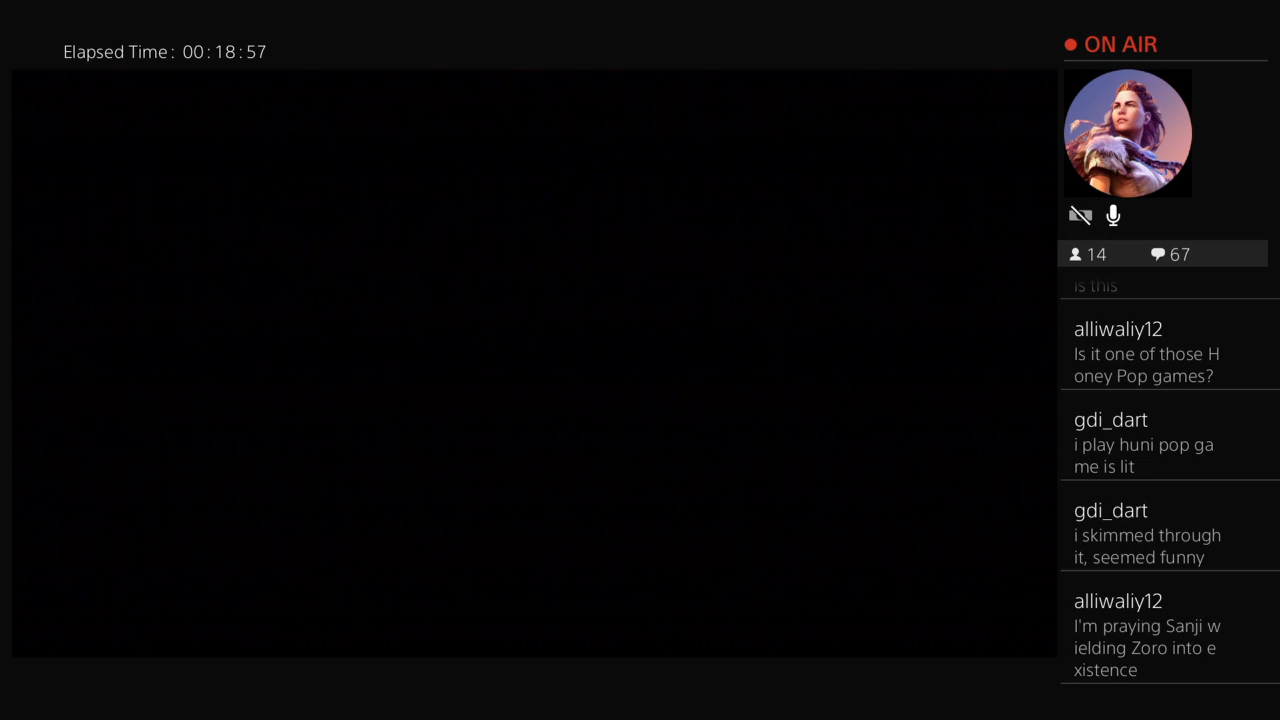 Elapsed Time: 00:18:57
ON AIR
14
67
is this
alliwaliy12
Is it one of those H
oney Pop games?
gdi_dart
i play huni pop ga
me is lit
gdi_dart
i skimmed through
it, seemed funny
alliwaliy12
I'm praying Sanji w
ielding Zoro into e
xistence